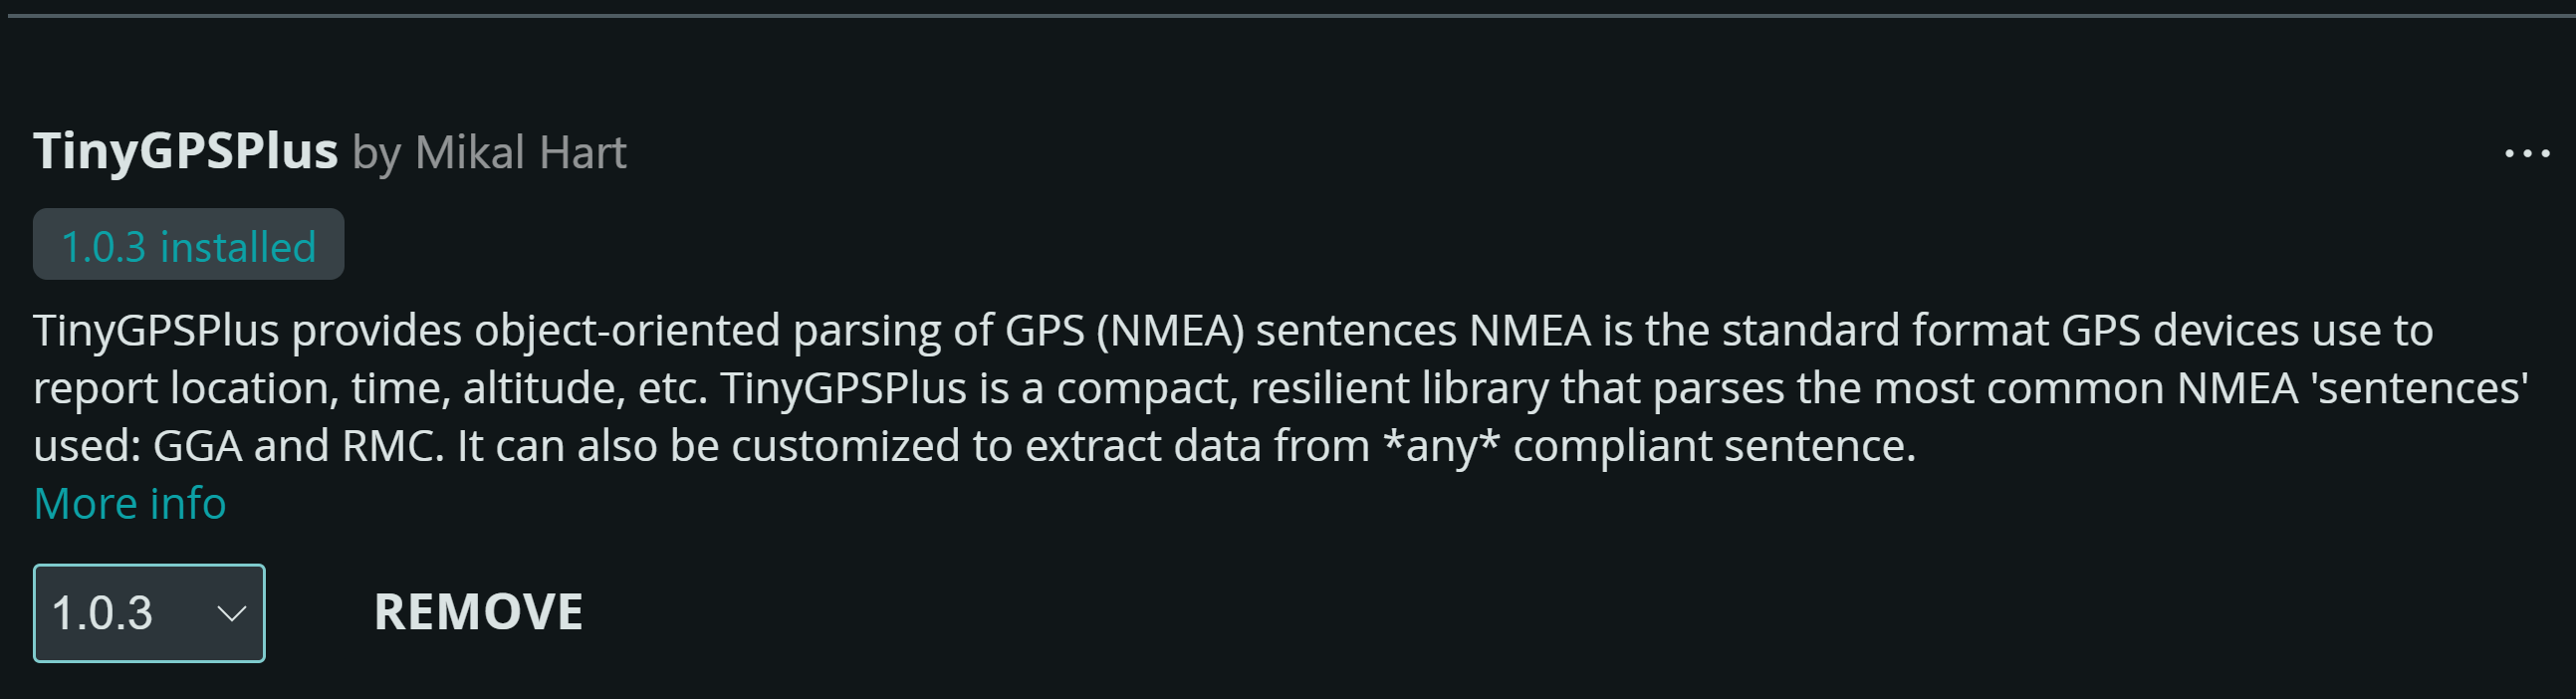 TinyGPSPlus by Mikal Hart
1.0.3 installed
TinyGPSPlus provides object-oriented parsing of GPS (NMEA) sentences NMEA is the standard format GPS devices use to
report location, time, altitude, etc. TinyGPSPlus is a compact, resilient library that parses the most common NMEA 'sentences'
used: GGA and RMC. It can also be customized to extract data from *any* compliant sentence.
More info
1.0.3 REMOVE